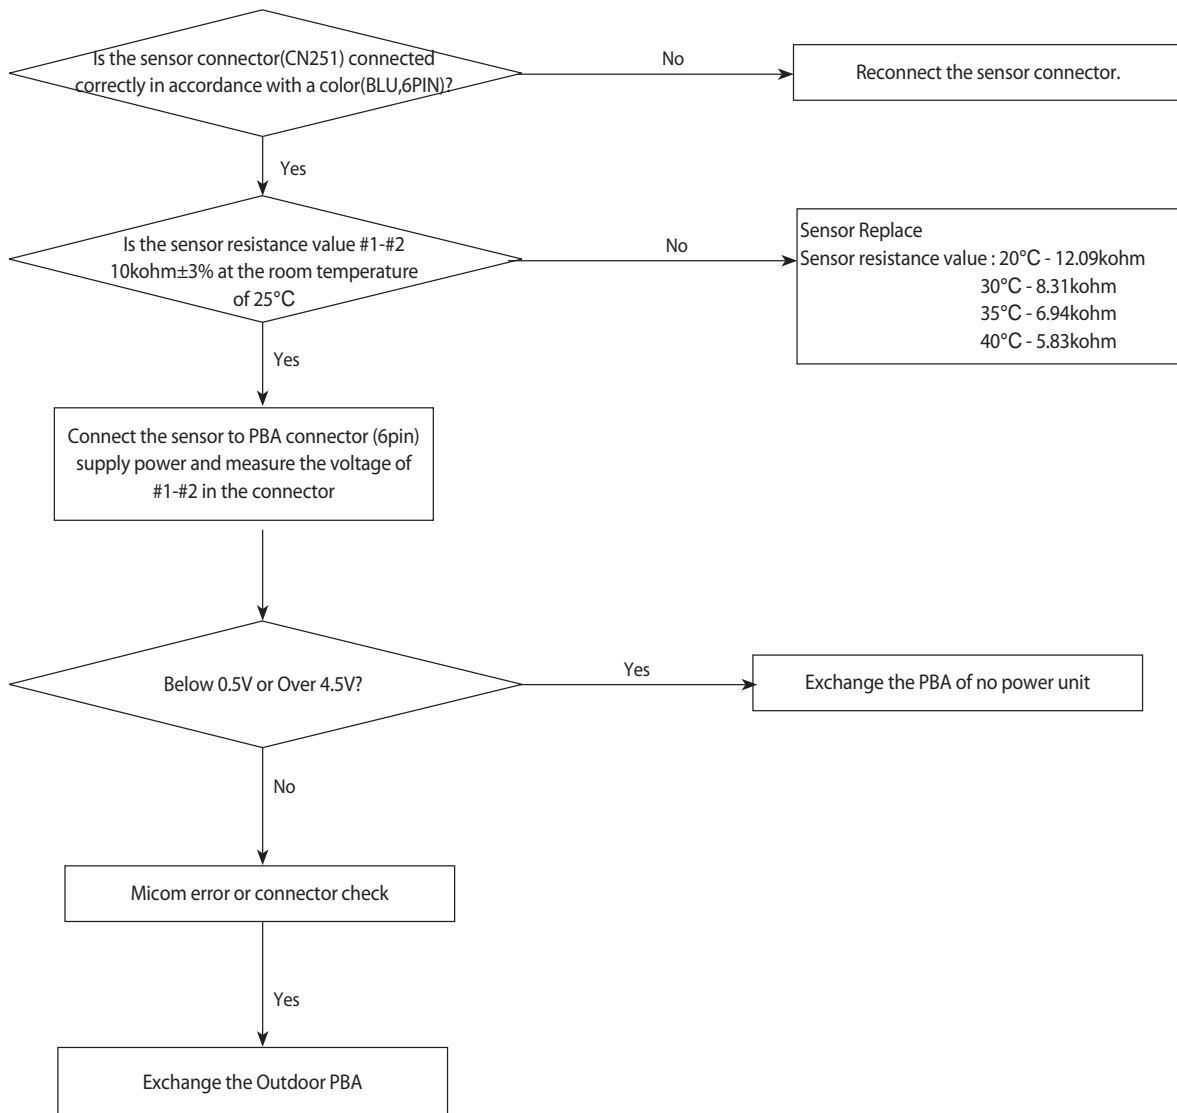 Is the sensor connector(CN251) connected
correctly in accordance with a color(BLU,6PIN)?
No
Reconnect the sensor connector.
Yes
Is the sensor resistance value #1-#2
10kohm±3% at the room temperature
of 25°C
No
Sensor Replace
Sensor resistance value : 20°C - 12.09kohm
30°C - 8.31kohm
35°C - 6.94kohm
40°C - 5.83kohm
Yes
Connect the sensor to PBA connector (6pin)
supply power and measure the voltage of
#1-#2 in the connector
Below 0.5V or Over 4.5V?
Yes
Exchange the PBA of no power unit
No
Micom error or connector check
Yes
Exchange the Outdoor PBA